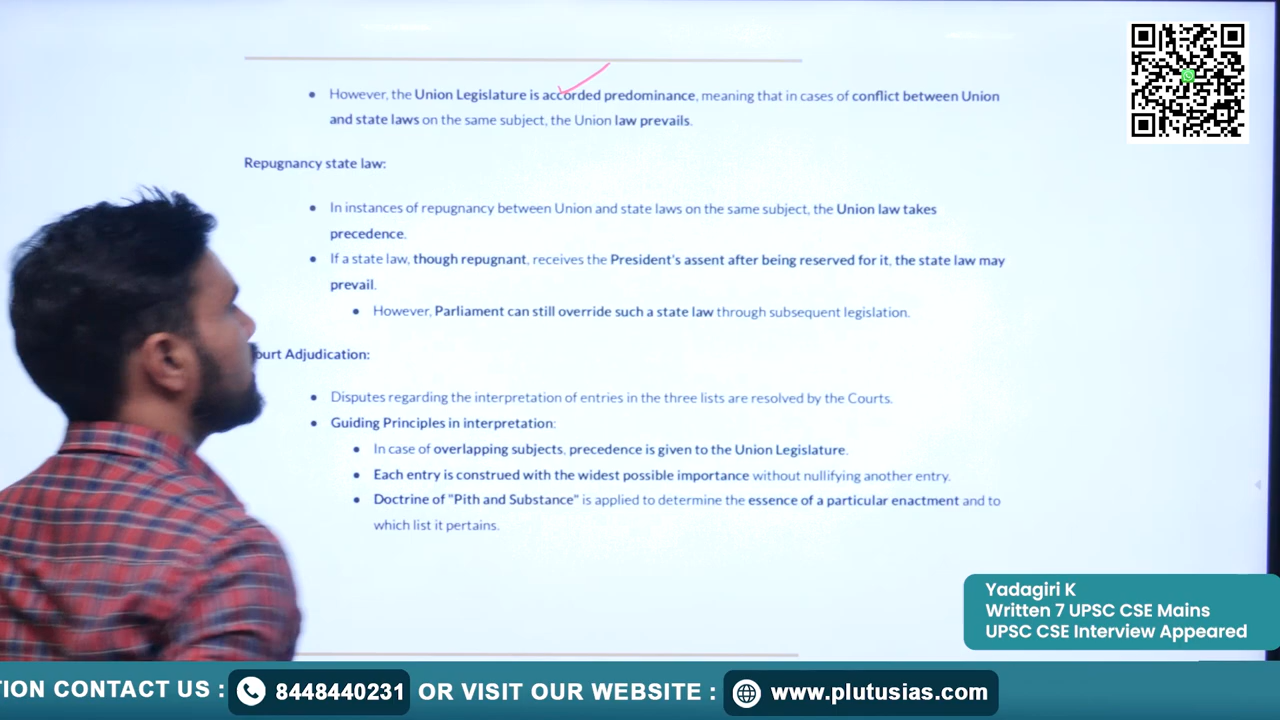 However, the Union Legislature is accorded predominance, meaning that in cases of conflict between Union
and state laws on the same subject, the Union law prevails.
Repugnancy state law:
In instances of repugnancy between Union and state laws on the same subject, the Union law takes
precedence.
If a state law, though repugnant, receives the President's assent after being reserved for it, the state law may
prevail.
However, Parliament can still override such a state law through subsequent legislation.
ourt Adjudication:
Disputes regarding the interpretation of entries in the three lists are resolved by the Courts.
Guiding Principles in interpretation:
In case of overlapping subjects, precedence is given to the Union Legislature.
Each entry is construed with the widest possible importance without nullifying another entry.
Doctrine of "Pith and Substance" is applied to determine the essence of a particular enactment and to
which list it pertains.
Yadagiri K
Written 7 UPSC CSE Mains
UPSC CSE Interview Appeared
TION CONTACT US : 8448440231 OR VISIT OUR WEBSITE : www.plutusias.com